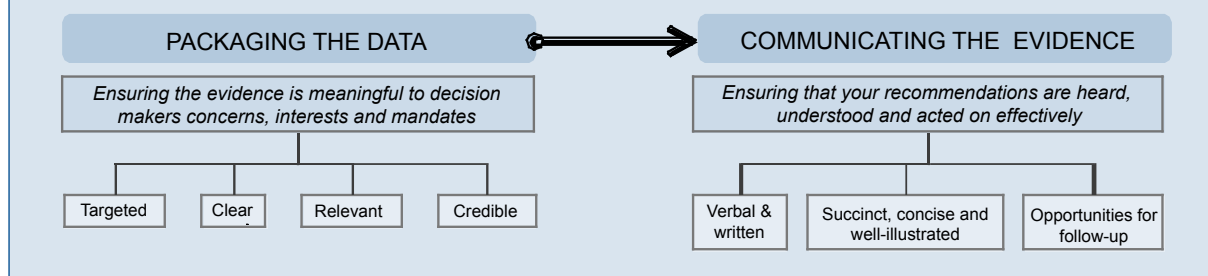 PACKAGING THE DATA
Ensuring the evidence is meaningful to decision
makers concerns, interests and mandates
Targeted
Clear
Relevant
Credible
COMMUNICATING THE EVIDENCE
Ensuring that your recommendations are heard,
understood and acted on effectively
Verbal &
written
Succinct, concise and
well-illustrated
Opportunities for
follow-up